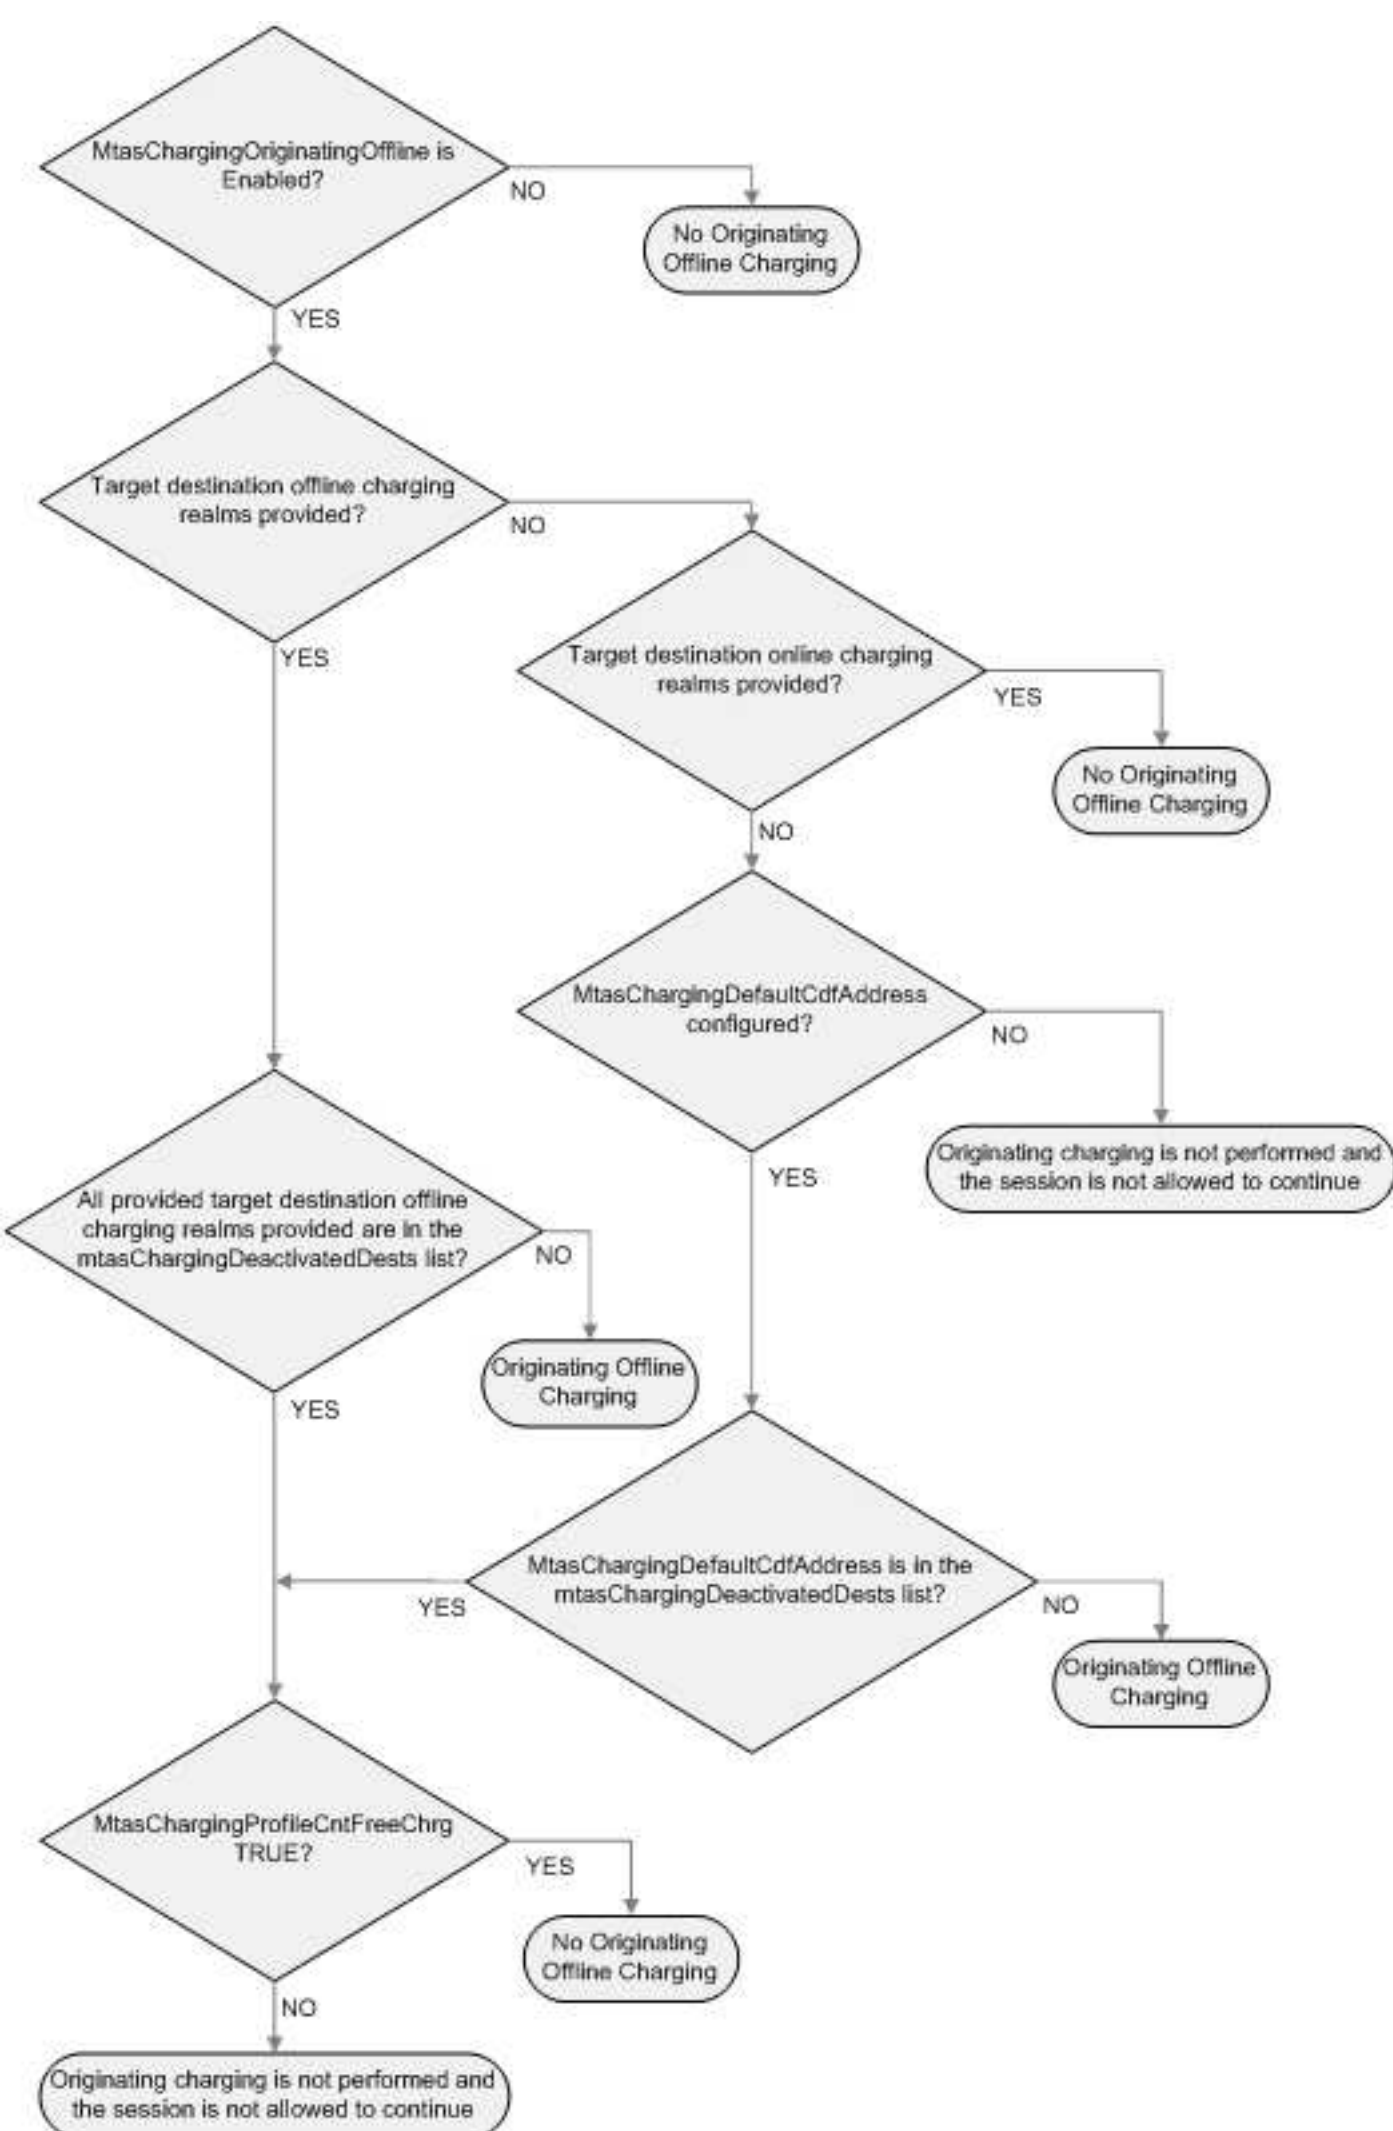 MtasChargingOriginatingOffline is
Enabled?
NO
No Originating
Offline Charging
YES
Target destination offline charging
realms provided?
NO
Target destination online charging
realms provided?
YES
YES
No Originating
Offline Charging
NO
MtasChargingDefaultCdfAddress
configured?
NO
Originating charging is not performed and
the session is not allowed to continue
YES
All provided target destination offline
charging realms provided are in the
mtasChargingDeactivatedDests list?
NO
Originating Offline
Charging
YES
MtasChargingDefaultCdfAddress is in the
mtasChargingDeactivatedDests list?
YES
NO
Originating Offline
Charging
MtasChargingProfileCntFreeChrg
TRUE?
YES
No Originating
Offline Charging
NO
Originating charging is not performed and
the session is not allowed to continue